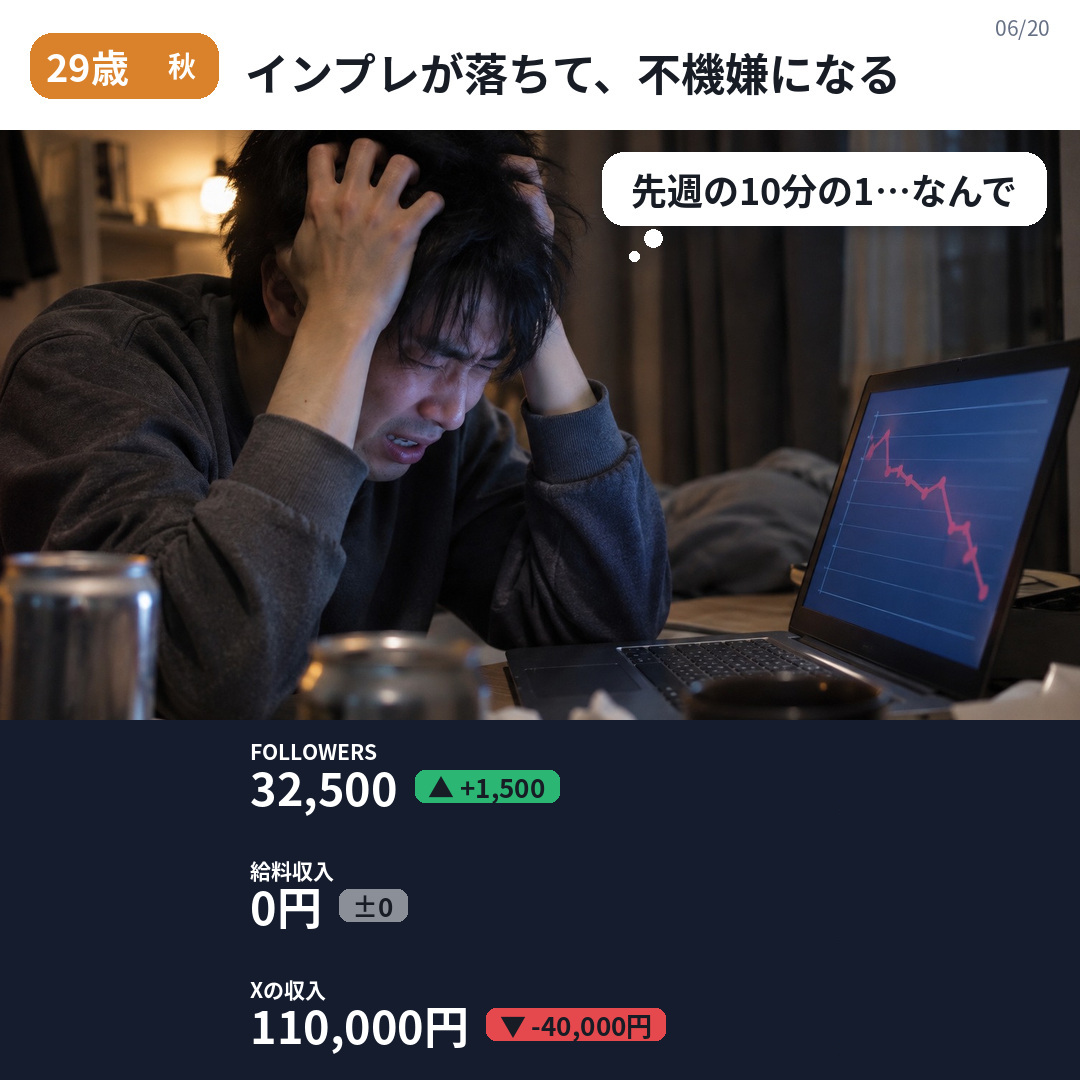 06/20
29歳 秋
インプレが落ちて、不機嫌になる
先週の10分の1…なんで
FOLLOWERS
32,500 ▲ +1,500
給料収入
0円 ±0
Xの収入
110,000円 ▼ -40,000円